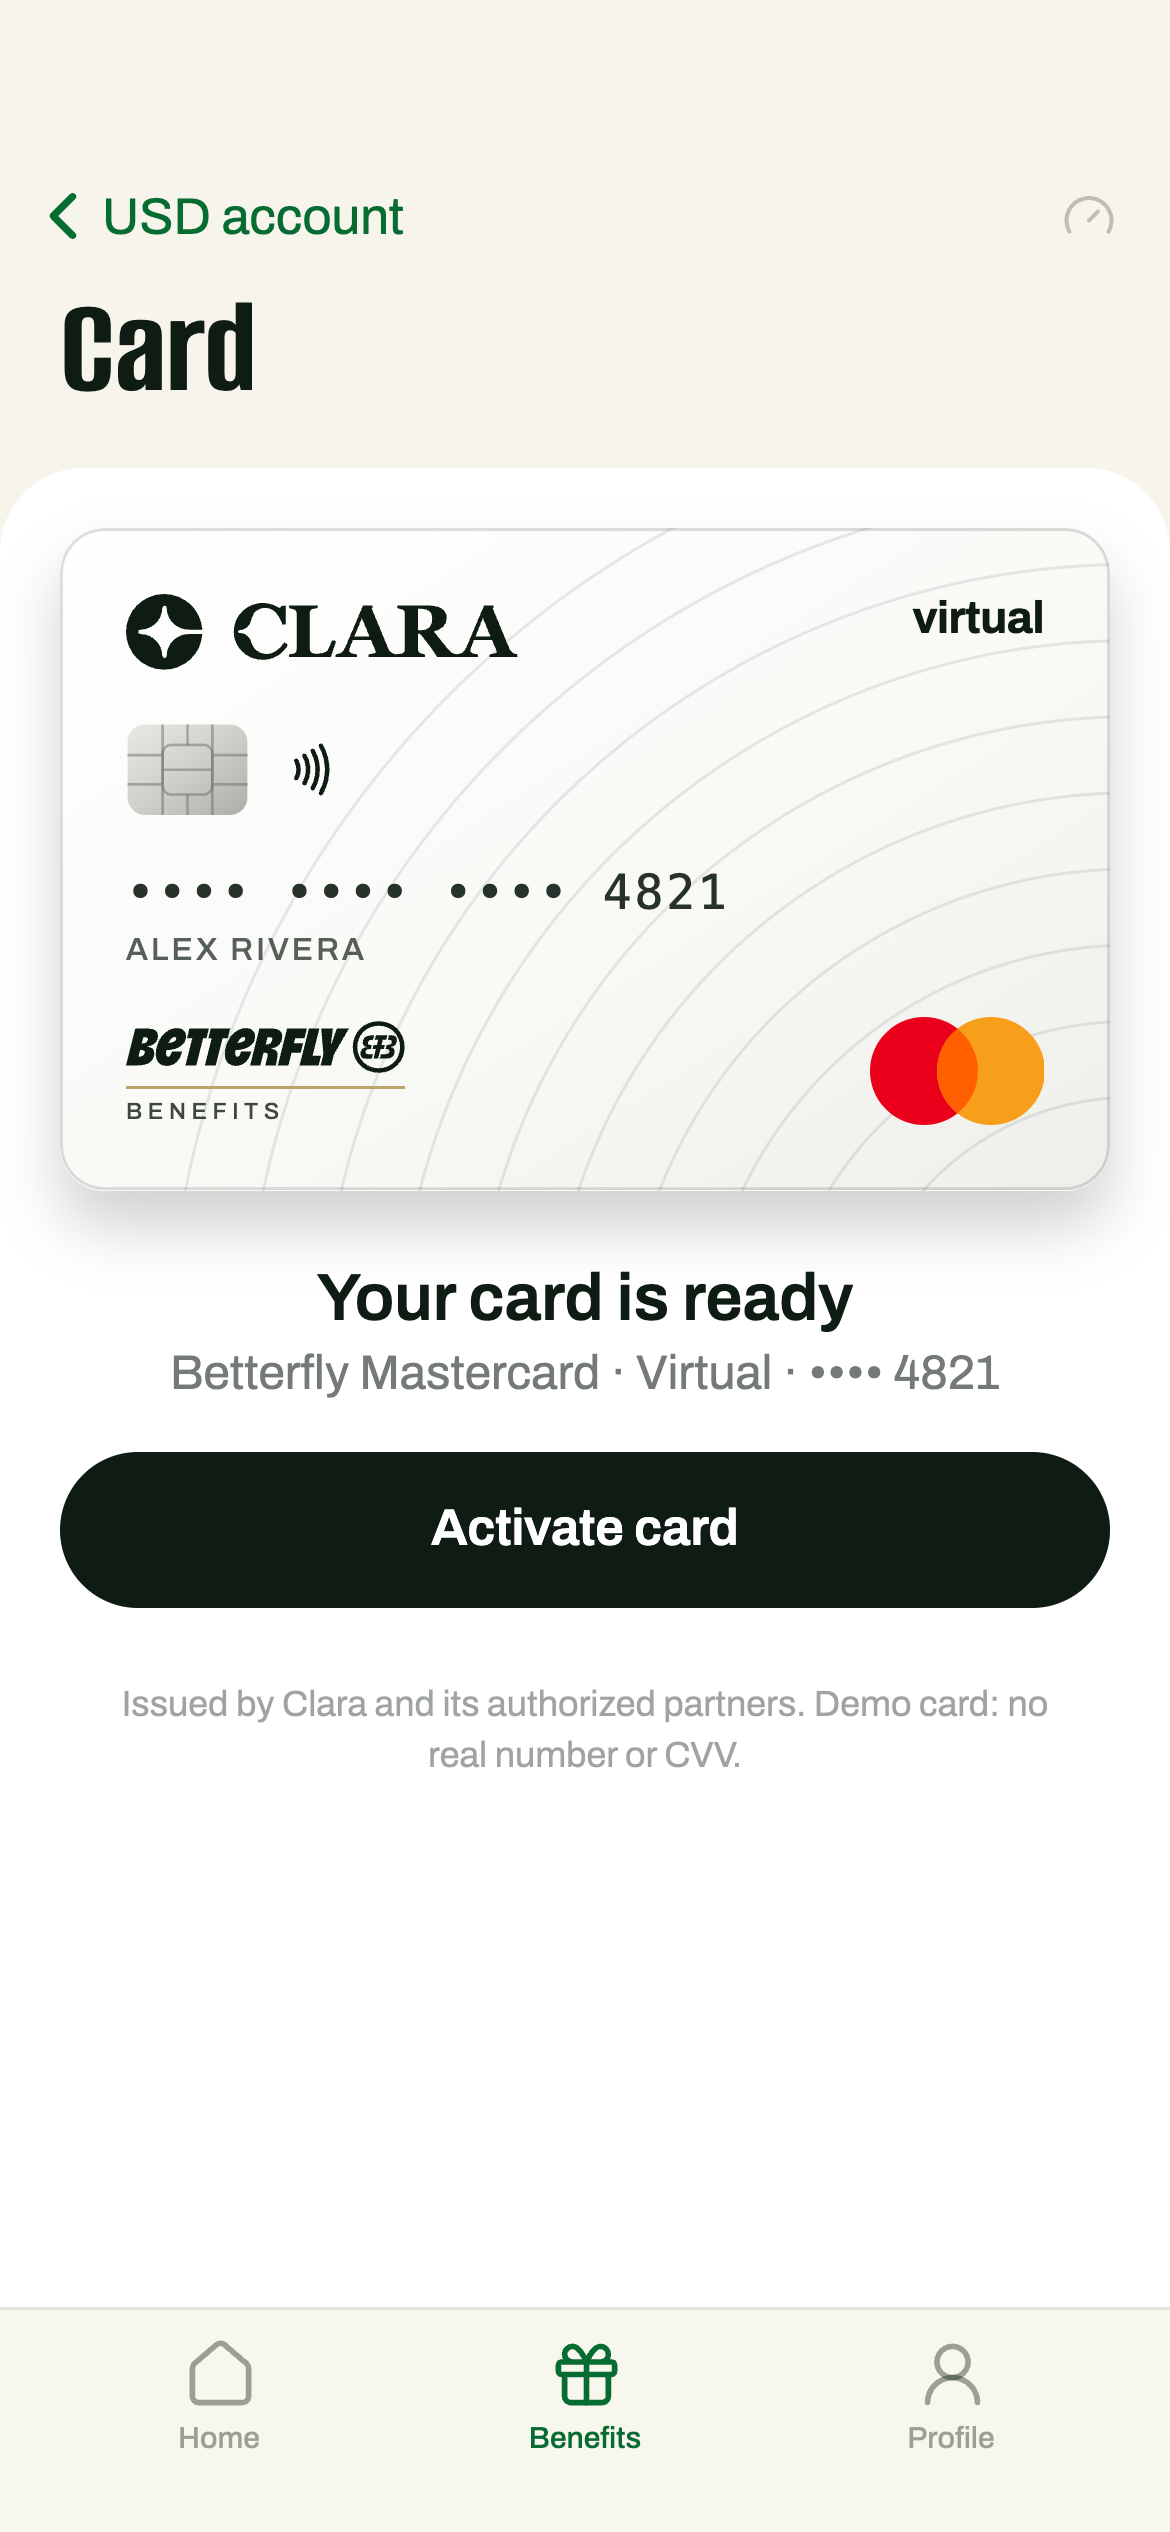 USD account
Card
CLARA
virtual
•••• •••• •••• 4821
ALEX RIVERA
BETTERFLY
BENEFITS
Your card is ready
Betterfly Mastercard · Virtual · •••• 4821
Activate card
Issued by Clara and its authorized partners. Demo card: no
real number or CVV.
Home
Benefits
Profile